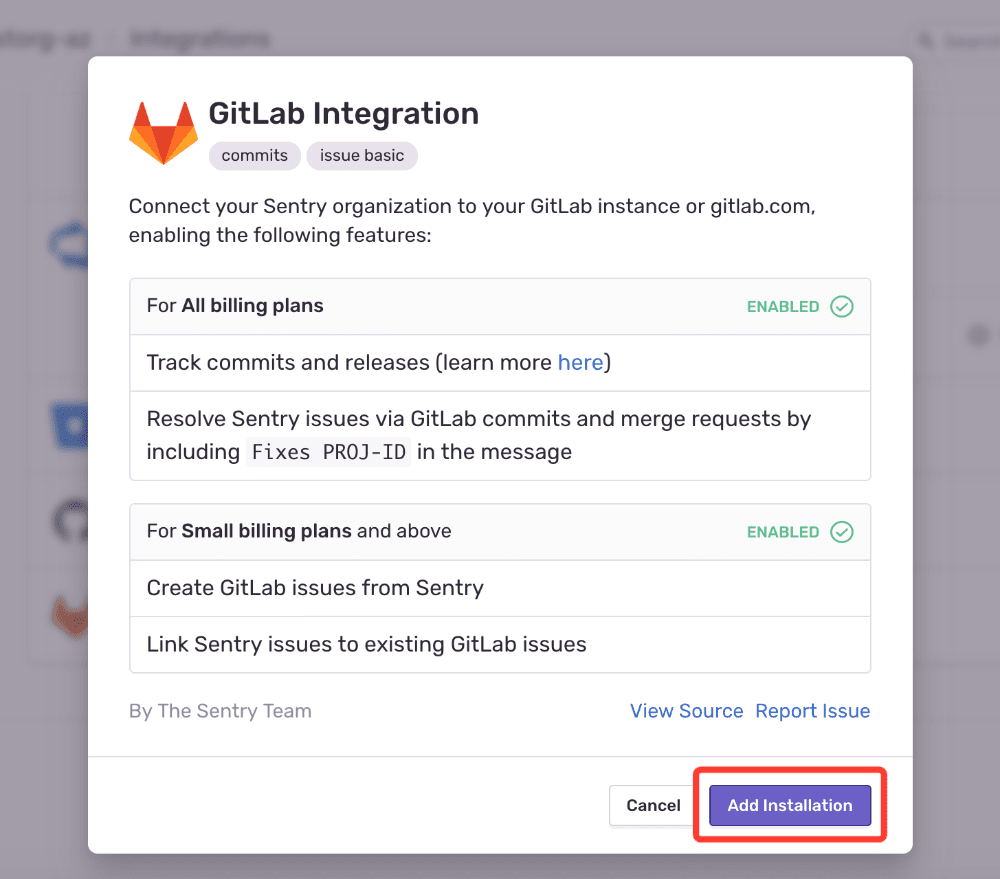 Integrations
GitLab Integration
commits issue basic
Connect your Sentry organization to your GitLab instance or gitlab.com,
enabling the following features:
For All billing plans ENABLED
Track commits and releases (learn more here)
Resolve Sentry issues via GitLab commits and merge requests by
including Fixes PROJ-ID in the message
For Small billing plans and above ENABLED
Create GitLab issues from Sentry
Link Sentry issues to existing GitLab issues
By The Sentry Team View Source Report Issue
Cancel Add Installation